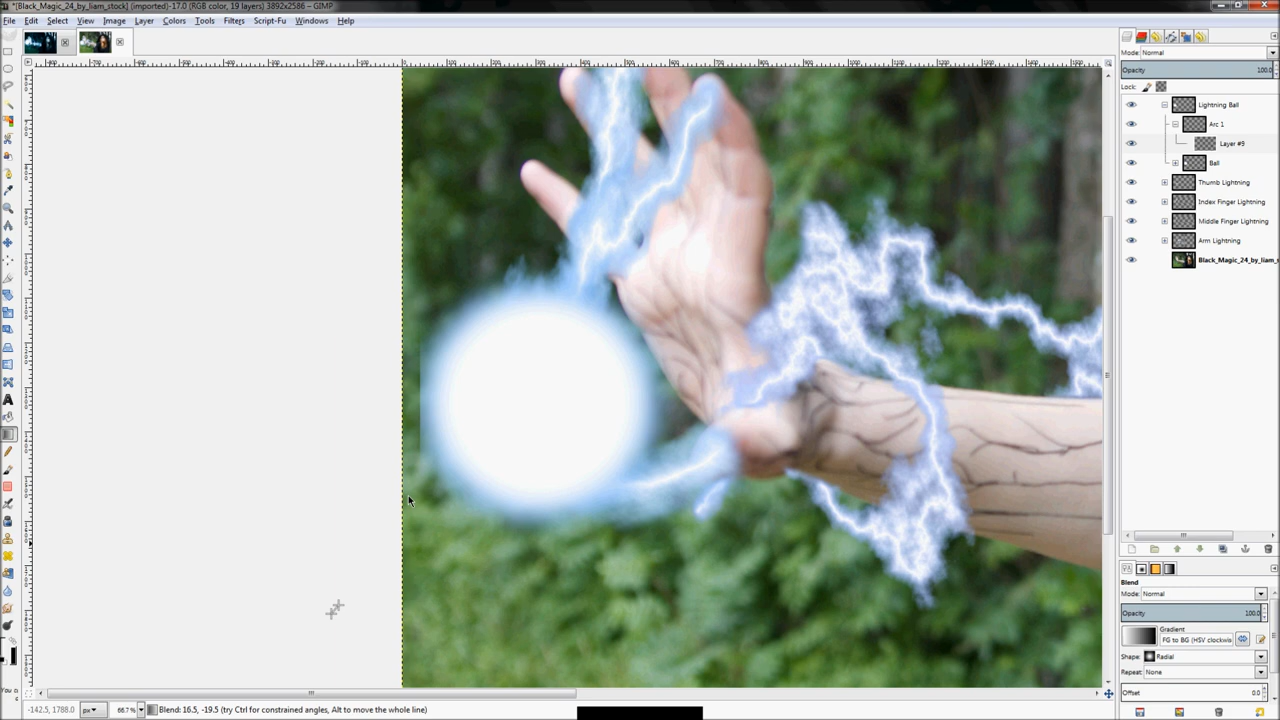 *[Black_Magic_24_by_liam_stock] (imported)-17.0 (RGB color, 19 layers) 3892x2586 – GIMP
File Edit Select View Image Layer Colors Tools Filters Script-Fu Windows Help
Mode: Normal
Opacity 100.0
Lock:
Lightning Ball
Arc 1
Layer #9
Ball
Thumb Lightning
Index Finger Lightning
Middle Finger Lightning
Arm Lightning
Black_Magic_24_by_liam_s
Blend
Mode: Normal
Opacity 100.0
Gradient
FG to BG (HSV clockwis
Shape: Radial
Repeat: None
Offset 0.0
-142.5, 1788.0 px 66.7 % Blend: 16.5, -19.5 (try Ctrl for constrained angles, Alt to move the whole line)